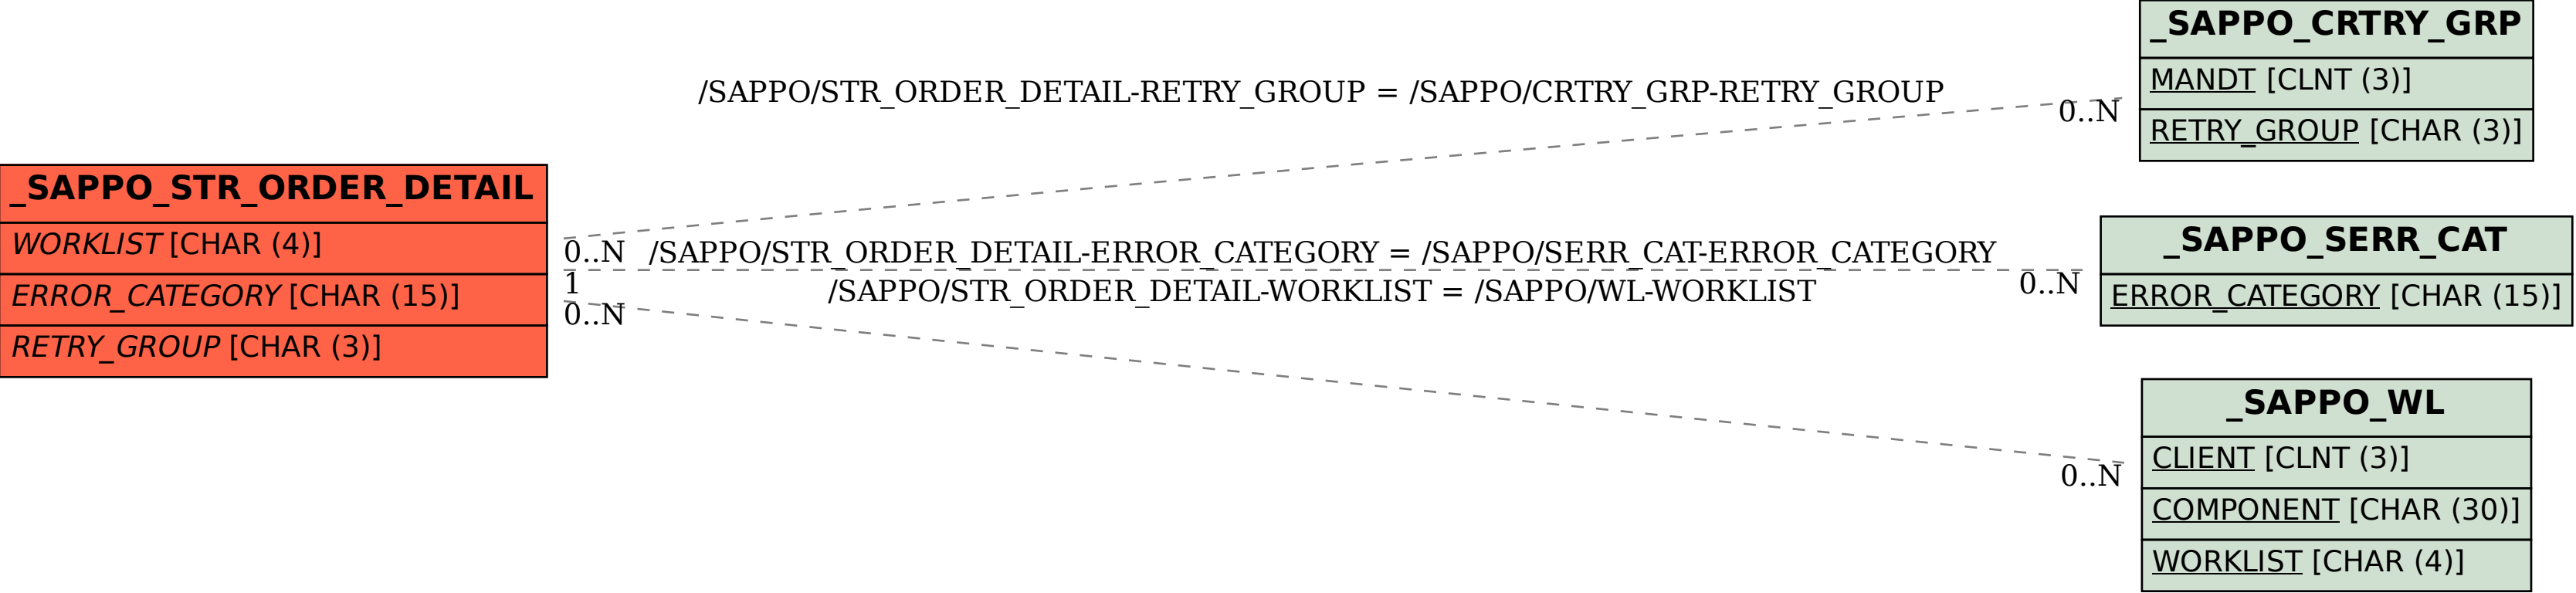 _SAPPO_STR_ORDER_DETAIL
WORKLIST [CHAR (4)]
ERROR_CATEGORY [CHAR (15)]
RETRY_GROUP [CHAR (3)]
/SAPPO/STR_ORDER_DETAIL-RETRY_GROUP = /SAPPO/CRTRY_GRP-RETRY_GROUP
0..N
0..N
/SAPPO/STR_ORDER_DETAIL-ERROR_CATEGORY = /SAPPO/SERR_CAT-ERROR_CATEGORY
1
0..N
/SAPPO/STR_ORDER_DETAIL-WORKLIST = /SAPPO/WL-WORKLIST
0..N
0..N
_SAPPO_CRTRY_GRP
MANDT [CLNT (3)]
RETRY_GROUP [CHAR (3)]
_SAPPO_SERR_CAT
ERROR_CATEGORY [CHAR (15)]
_SAPPO_WL
CLIENT [CLNT (3)]
COMPONENT [CHAR (30)]
WORKLIST [CHAR (4)]